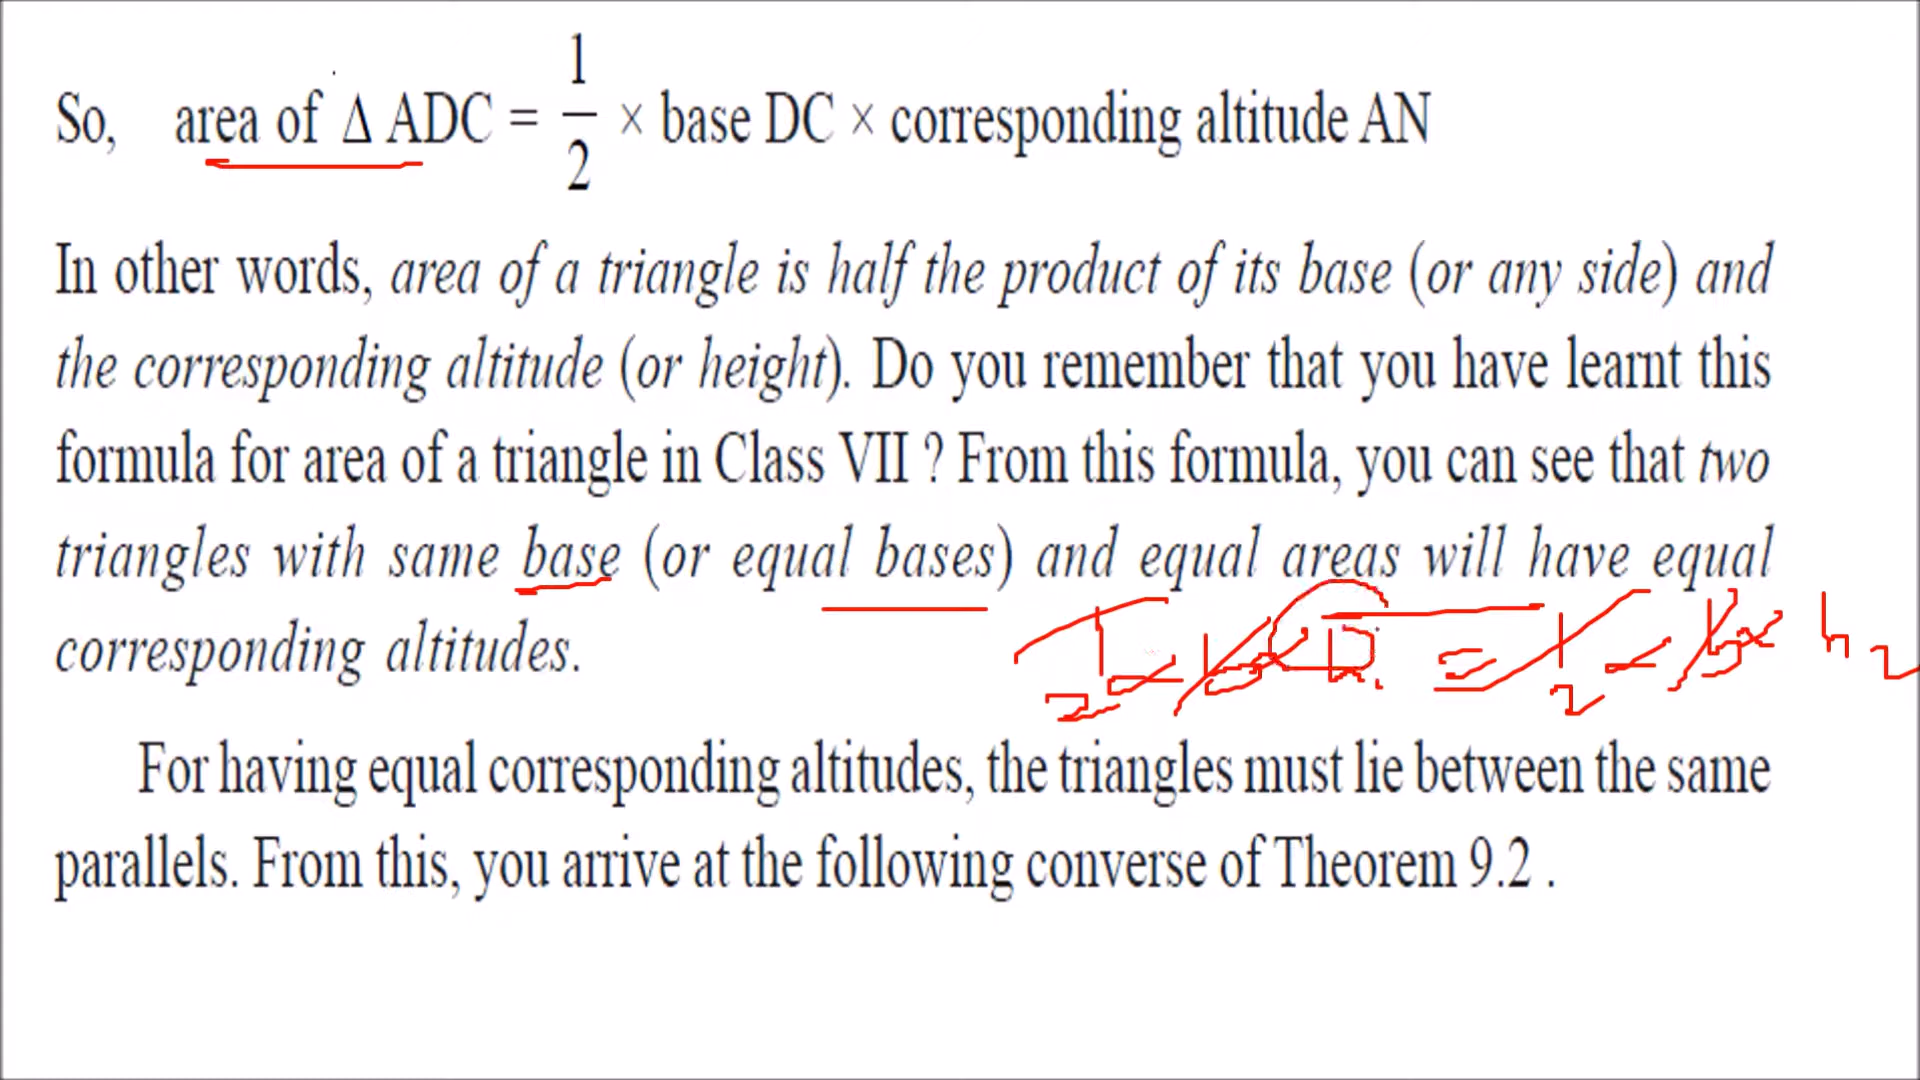 So, area of Δ ADC = 1/2 × base DC × corresponding altitude AN
In other words, area of a triangle is half the product of its base (or any side) and
the corresponding altitude (or height). Do you remember that you have learnt this
formula for area of a triangle in Class VII ? From this formula, you can see that two
triangles with same base (or equal bases) and equal areas will have equal
corresponding altitudes.
For having equal corresponding altitudes, the triangles must lie between the same
parallels. From this, you arrive at the following converse of Theorem 9.2 .